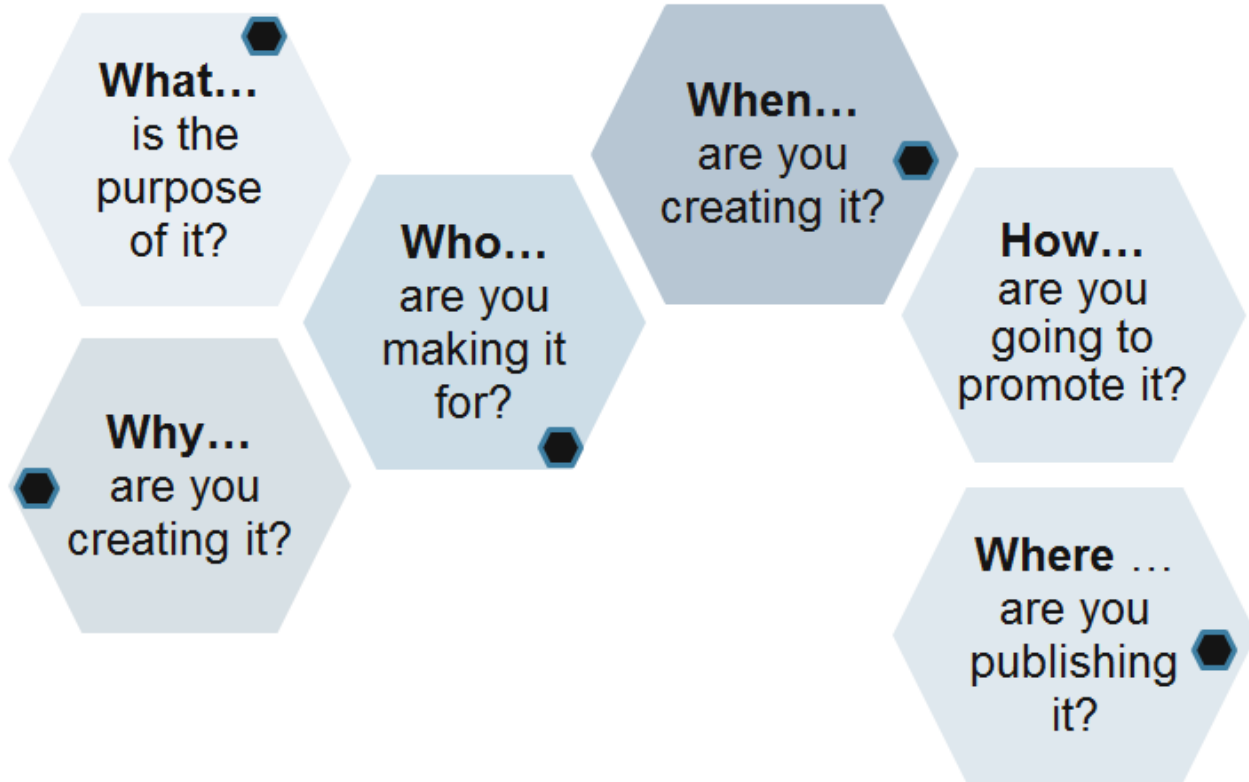 What…
is the
purpose
of it?
Why…
are you
creating it?
Who…
are you
making it
for?
When…
are you
creating it?
How…
are you
going to
promote it?
Where …
are you
publishing
it?